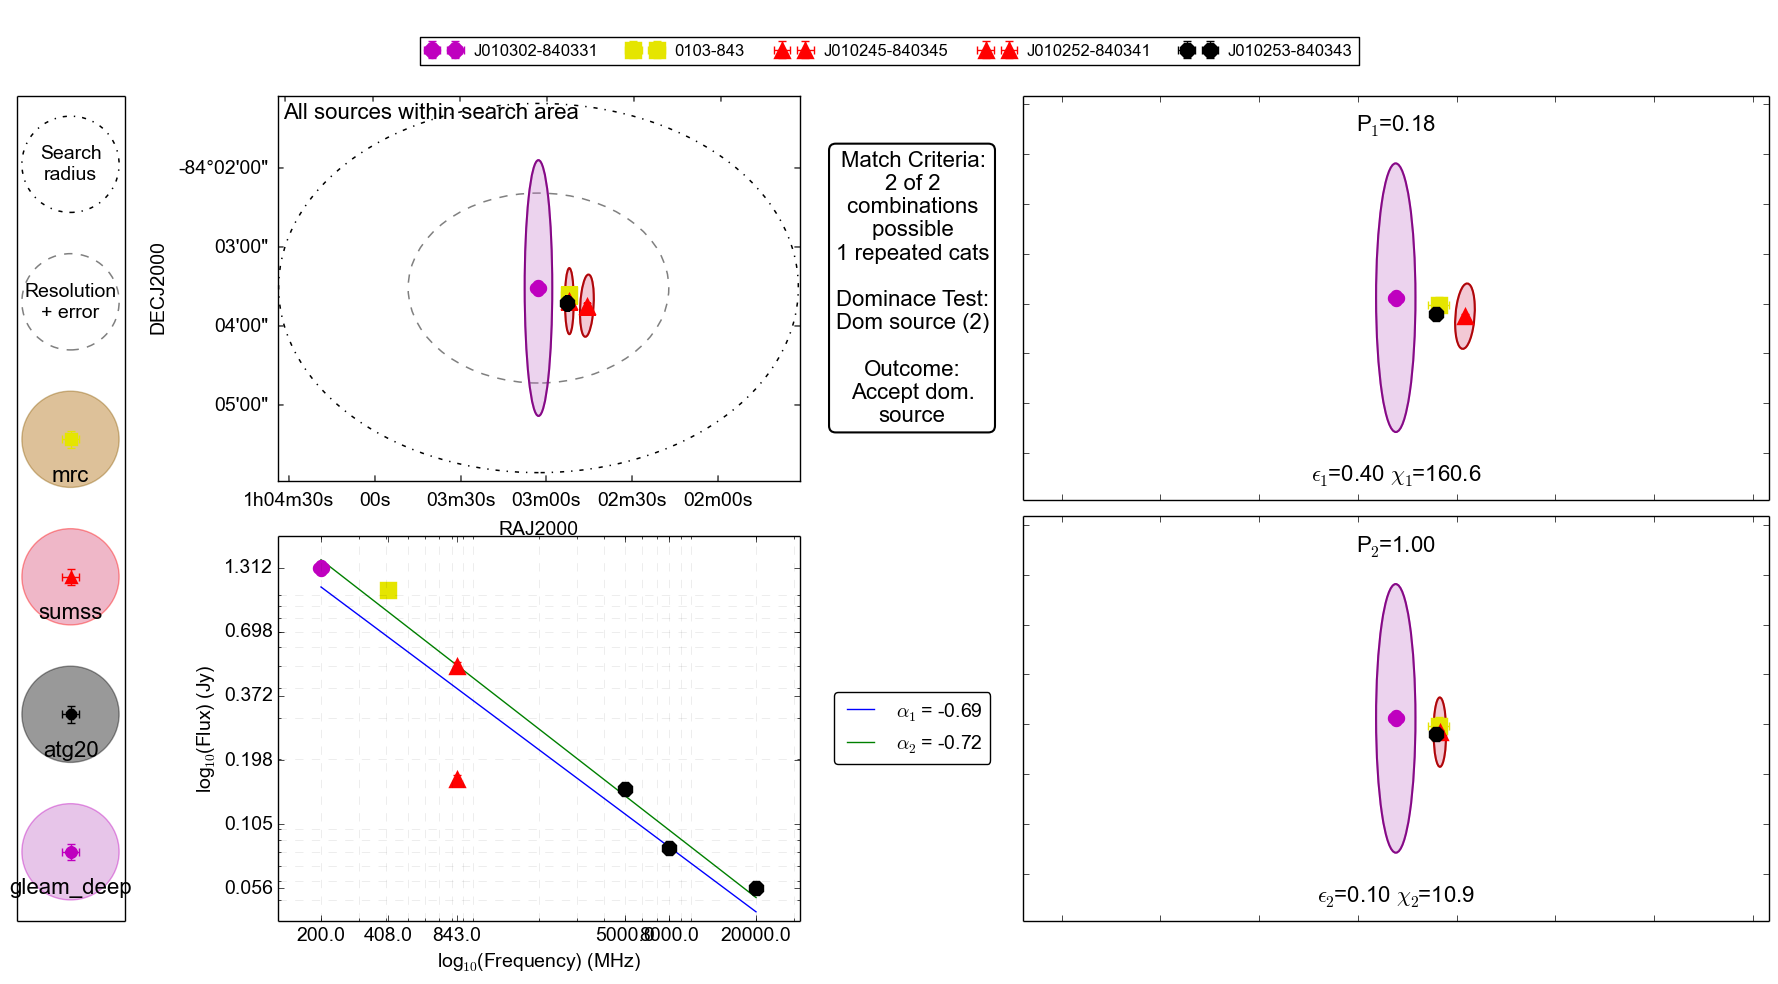 J010302-840331 0103-843 J010245-840345 J010252-840341 J010253-840343
Search
radius
Resolution
+ error
mrc
sumss
atg20
gleam_deep
All sources within search area
DECJ2000
-84°02'00"
03'00"
04'00"
05'00"
1h04m30s 00s 03m30s 03m00s 02m30s 02m00s
RAJ2000
Match Criteria:
2 of 2
combinations
possible
1 repeated cats
Dominace Test:
Dom source (2)
Outcome:
Accept dom.
source
P₁=0.18
ϵ₁=0.40 χ₁=160.6
log₁₀(Flux) (Jy)
1.312
0.698
0.372
0.198
0.105
0.056
200.0 408.0 843.0 5000.0 8000.0 20000.0
log₁₀(Frequency) (MHz)
α₁ = -0.69
α₂ = -0.72
P₂=1.00
ϵ₂=0.10 χ₂=10.9